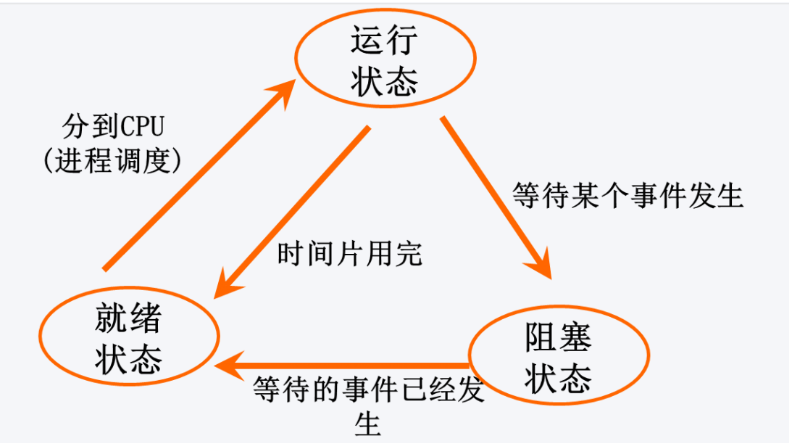 运行
状态
分到CPU
(进程调度)
等待某个事件发生
时间片用完
就绪
状态
阻塞
状态
等待的事件已经发
生